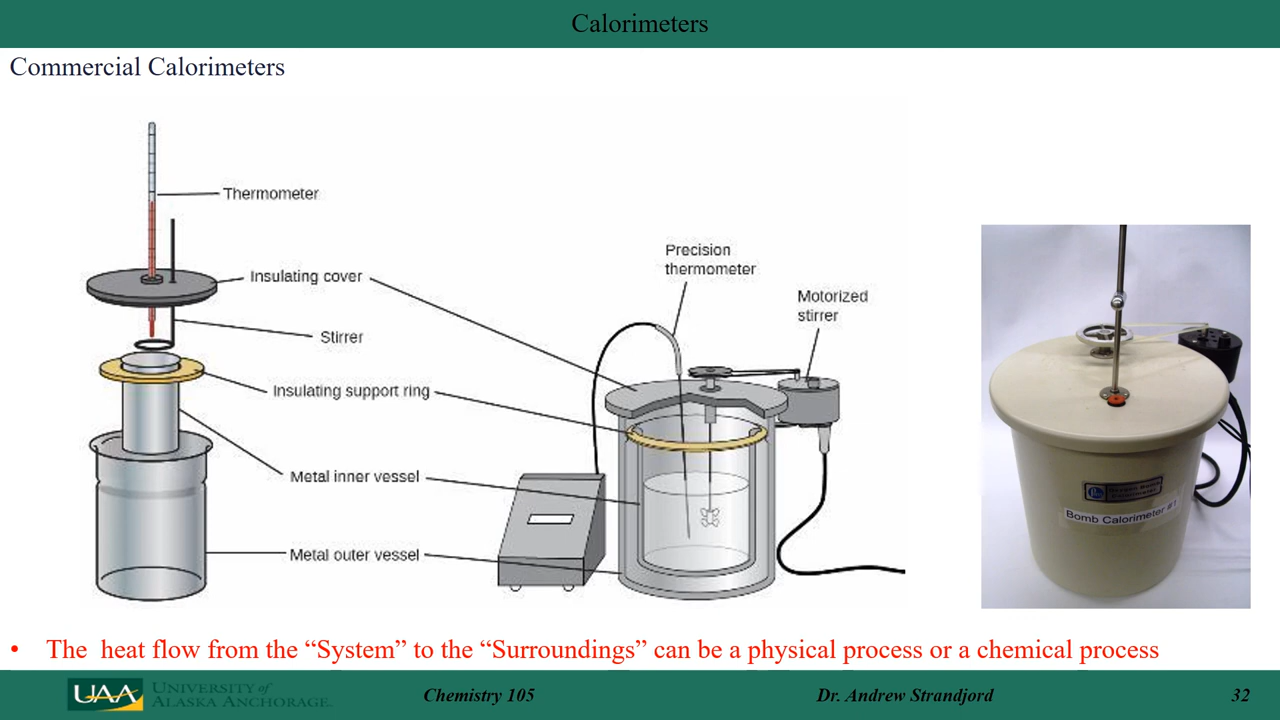 Calorimeters
Commercial Calorimeters
Thermometer
Insulating cover
Stirrer
Insulating support ring
Metal inner vessel
Metal outer vessel
Precision
thermometer
Motorized
stirrer
Bomb Calorimeter #1
• The heat flow from the “System” to the “Surroundings” can be a physical process or a chemical process
UAA
UNIVERSITY of
ALASKA ANCHORAGE.
Chemistry 105
Dr. Andrew Strandjord
32